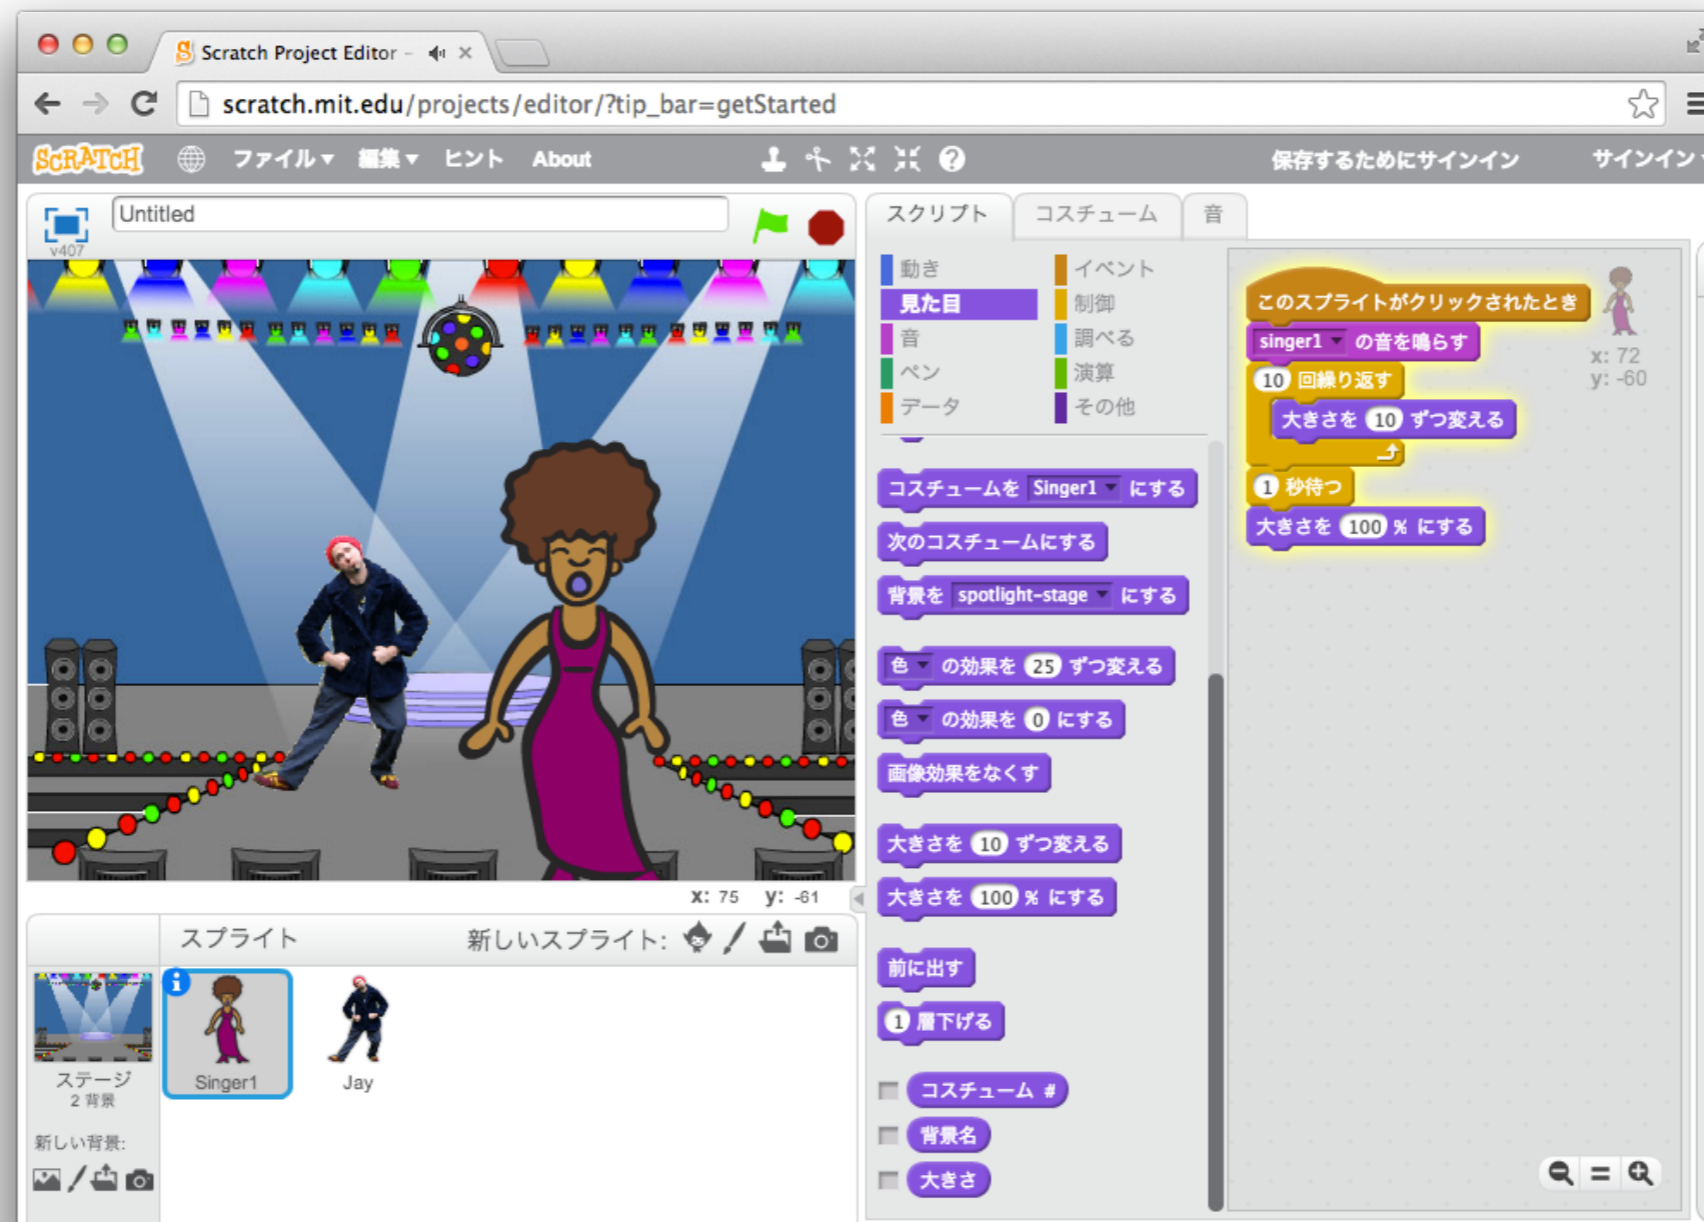 Scratch Project Editor -
scratch.mit.edu/projects/editor/?tip_bar=getStarted
SCRATCH ファイル▼ 編集▼ ヒント About 保存するためにサインイン サインイン
Untitled
v407
スクリプト コスチューム 音
動き イベント
見た目 制御
音 調べる
ペン 演算
データ その他
コスチュームを Singer1 にする
次のコスチュームにする
背景を spotlight-stage にする
色 の効果を 25 ずつ変える
色 の効果を 0 にする
画像効果をなくす
大きさを 10 ずつ変える
大きさを 100 % にする
前に出す
1 層下げる
コスチューム #
背景名
大きさ
このスプライトがクリックされたとき
singer1 の音を鳴らす
10 回繰り返す
大きさを 10 ずつ変える
1 秒待つ
大きさを 100 % にする
x: 72
y: -60
x: 75 y: -61
スプライト 新しいスプライト:
Singer1 Jay
ステージ
2 背景
新しい背景: